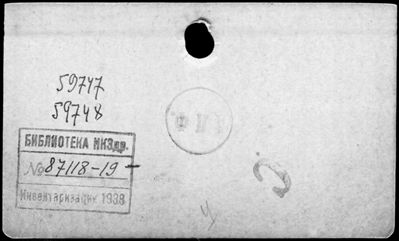 59747
59748
БИБЛИОТЕКА НКЗдр.
№ 87118-19-
Инвентаризация 1938